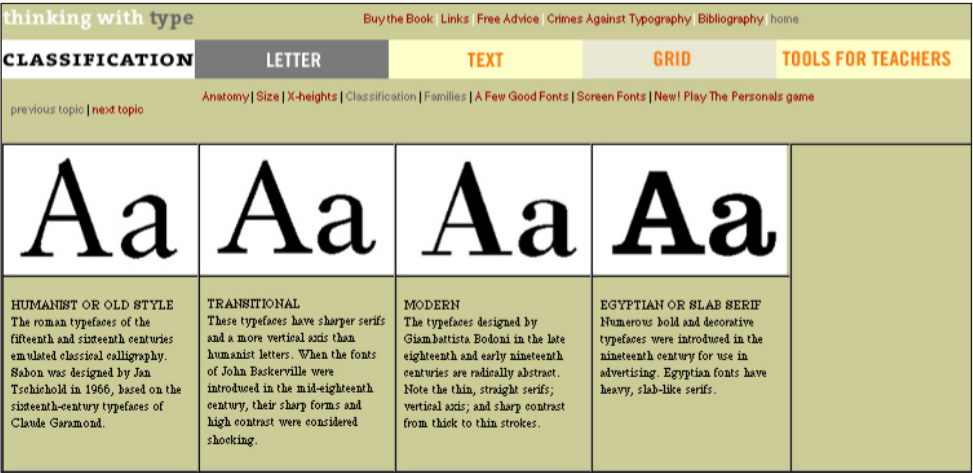 thinking with type
Buy the Book | Links | Free Advice | Crimes Against Typography | Bibliography | home
CLASSIFICATION
LETTER
TEXT
GRID
TOOLS FOR TEACHERS
Anatomy | Size | X-heights | Classification | Families | A Few Good Fonts | Screen Fonts | New! Play The Personals game
previous topic | next topic
Aa
HUMANIST OR OLD STYLE
The roman typefaces of the
fifteenth and sixteenth centuries
emulated classical calligraphy.
Sabon was designed by Jan
Tschichold in 1966, based on the
sixteenth-century typefaces of
Claude Garamond.
Aa
TRANSITIONAL
These typefaces have sharper serifs
and a more vertical axis than
humanist letters. When the fonts
of John Baskerville were
introduced in the mid-eighteenth
century, their sharp forms and
high contrast were considered
shocking.
Aa
MODERN
The typefaces designed by
Giambattista Bodoni in the late
eighteenth and early nineteenth
centuries are radically abstract.
Note the thin, straight serifs;
vertical axis; and sharp contrast
from thick to thin strokes.
Aa
EGYPTIAN OR SLAB SERIF
Numerous bold and decorative
typefaces were introduced in the
nineteenth century for use in
advertising. Egyptian fonts have
heavy, slab-like serifs.